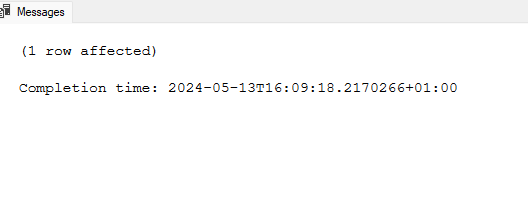 Messages
(1 row affected)
Completion time: 2024-05-13T16:09:18.2170266+01:00